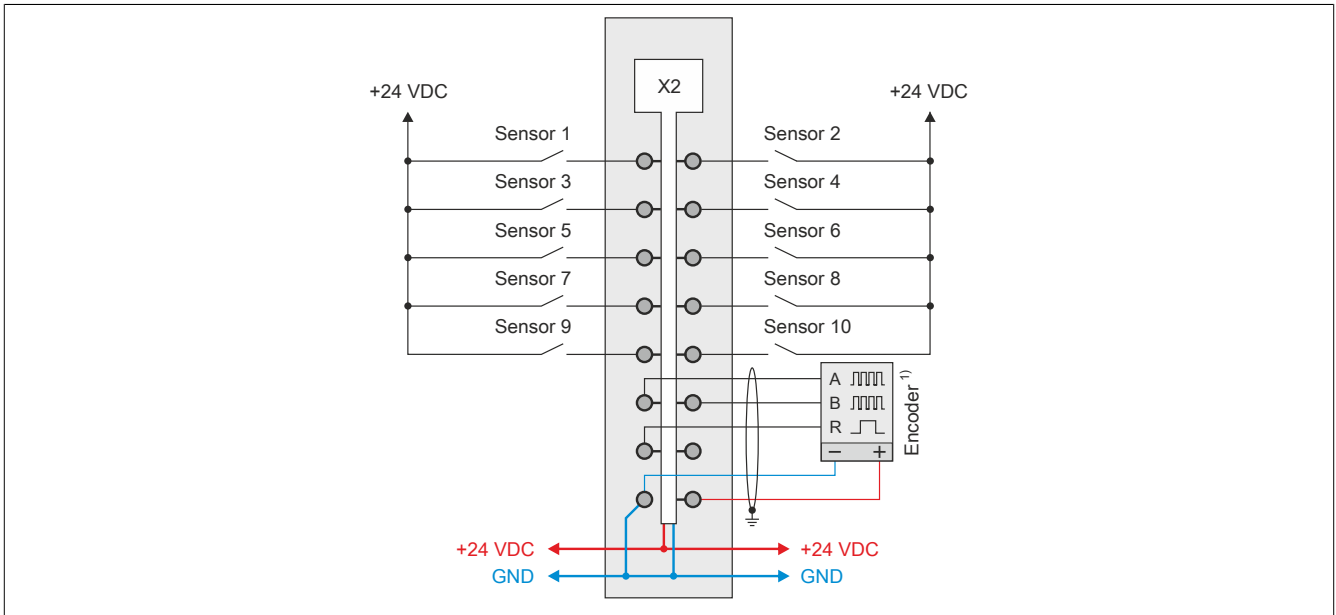 X2
+24 VDC
+24 VDC
Sensor 1
Sensor 2
Sensor 3
Sensor 4
Sensor 5
Sensor 6
Sensor 7
Sensor 8
Sensor 9
Sensor 10
A
B
R
− +
Encoder 1)
+24 VDC
+24 VDC
GND
GND